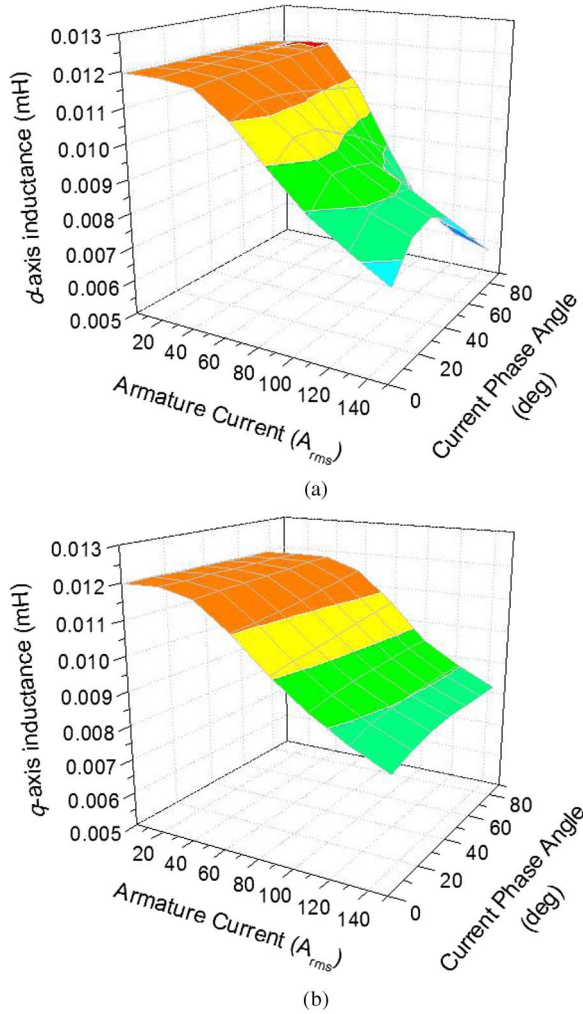 0.013
0.012
0.011
0.010
0.009
0.008
0.007
0.006
0.005
d-axis inductance (mH)
20 40 60 80 100 120 140
Armature Current (Arms)
0 20 40 60 80
Current Phase Angle
(deg)
(a)
0.013
0.012
0.011
0.010
0.009
0.008
0.007
0.006
0.005
q-axis inductance (mH)
20 40 60 80 100 120 140
Armature Current (Arms)
0 20 40 60 80
Current Phase Angle
(deg)
(b)